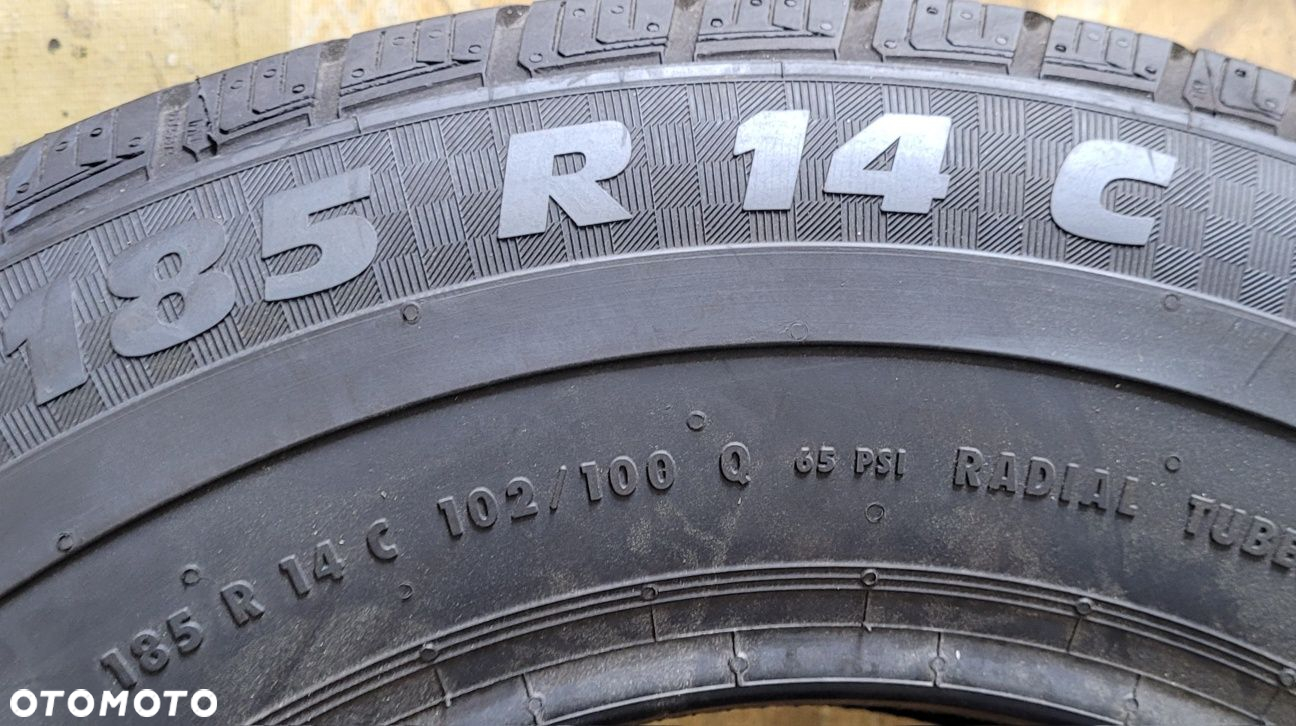 185 R 14 C
185 R 14 C 102/100 Q 65 PSI RADIAL TUBE
OTOMOTO